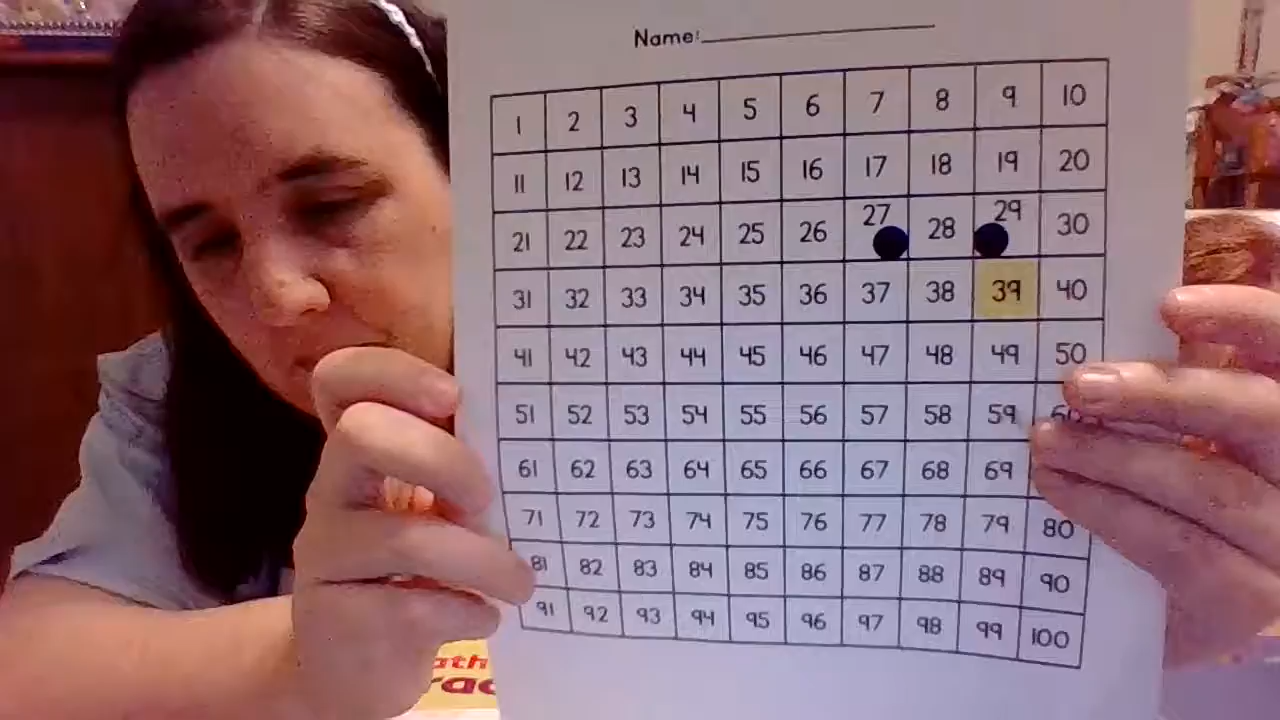 Name:
1 2 3 4 5 6 7 8 9 10
11 12 13 14 15 16 17 18 19 20
21 22 23 24 25 26 27 28 29 30
31 32 33 34 35 36 37 38 39 40
41 42 43 44 45 46 47 48 49 50
51 52 53 54 55 56 57 58 59 60
61 62 63 64 65 66 67 68 69
71 72 73 74 75 76 77 78 79 80
81 82 83 84 85 86 87 88 89 90
91 92 93 94 95 96 97 98 99 100